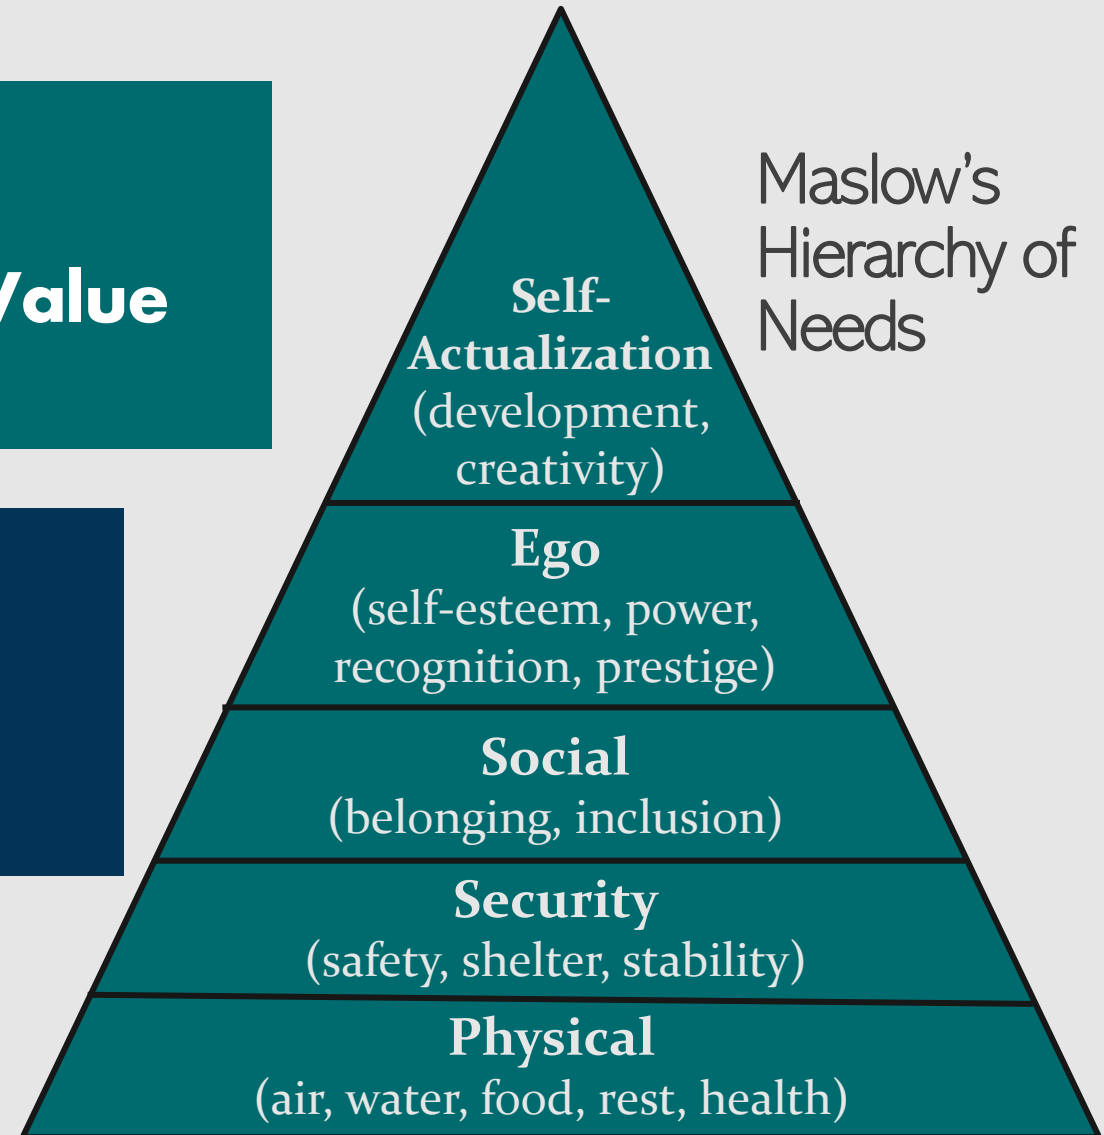 Value
Maslow’s
Hierarchy of
Needs
Self-
Actualization
(development,
creativity)
Ego
(self-esteem, power,
recognition, prestige)
Social
(belonging, inclusion)
Security
(safety, shelter, stability)
Physical
(air, water, food, rest, health)